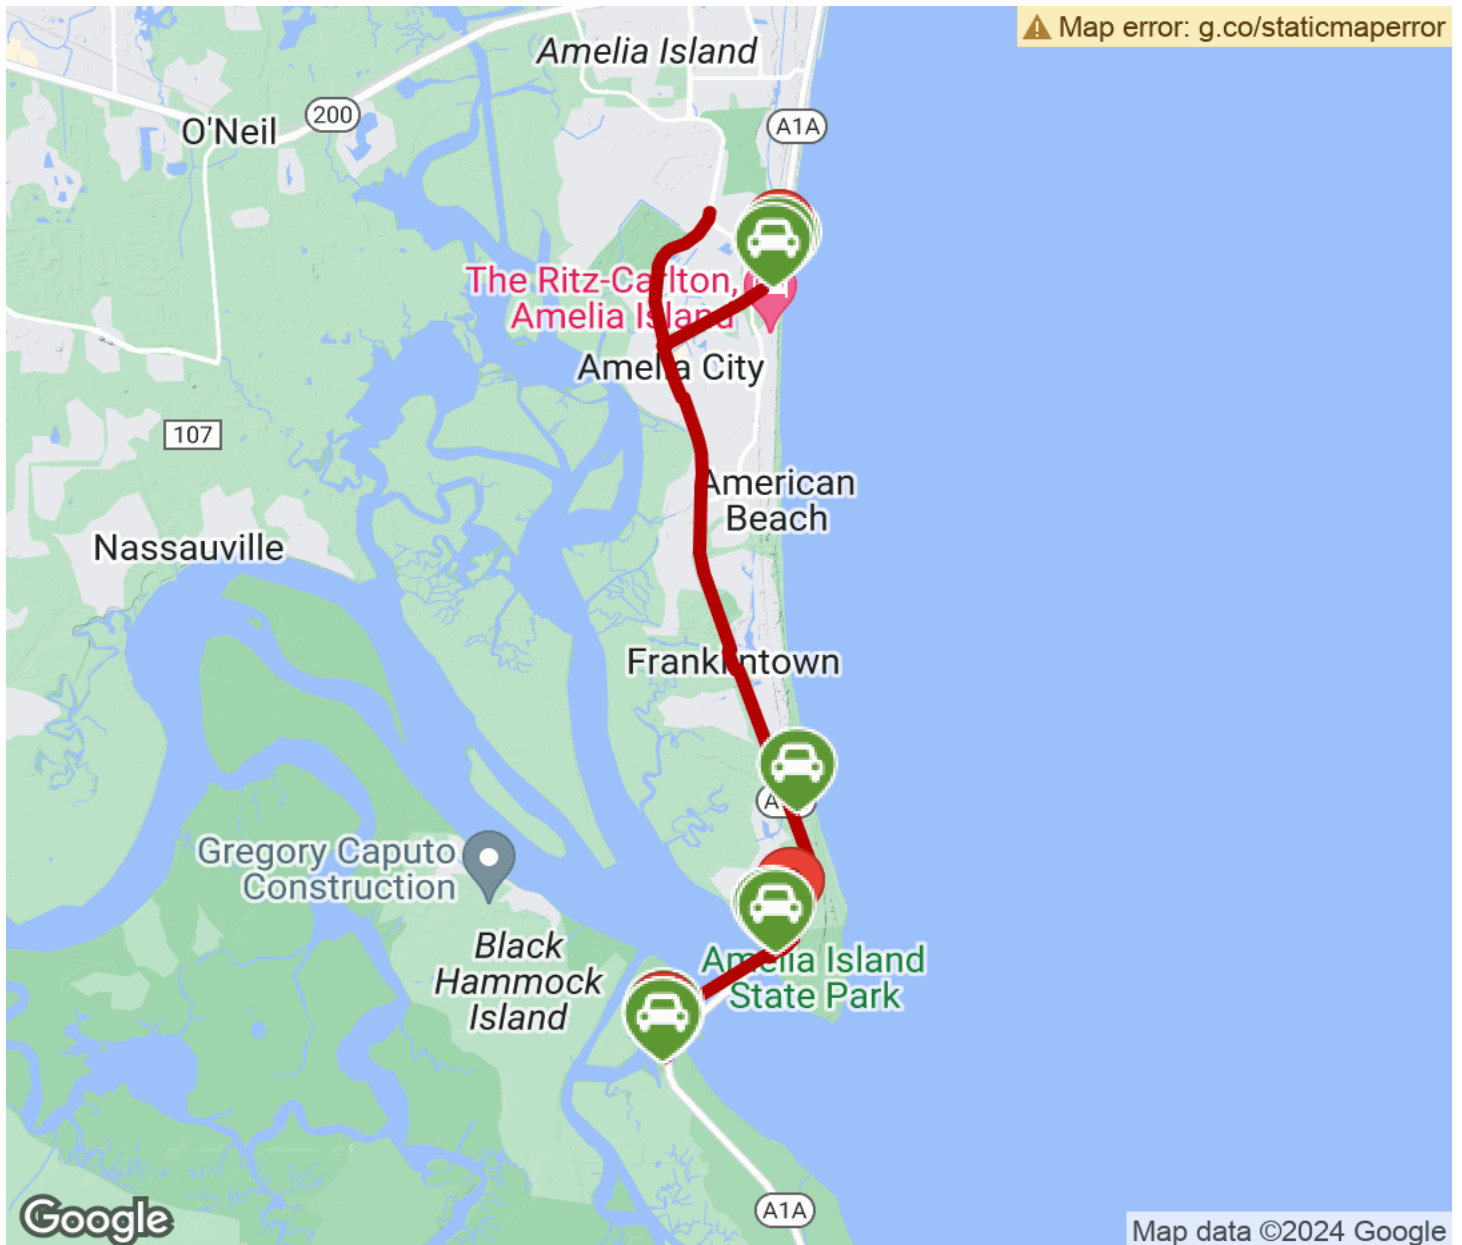 Map error: g.co/staticmaperror
Amelia Island
A1A
200
O'Neil
The Ritz-Carlton,
Amelia Island
Amelia City
107
American
Beach
Nassauville
Franklintown
Gregory Caputo
Construction
Black
Hammock
Island
Amelia Island
State Park
A1A
Google
Map data ©2024 Google